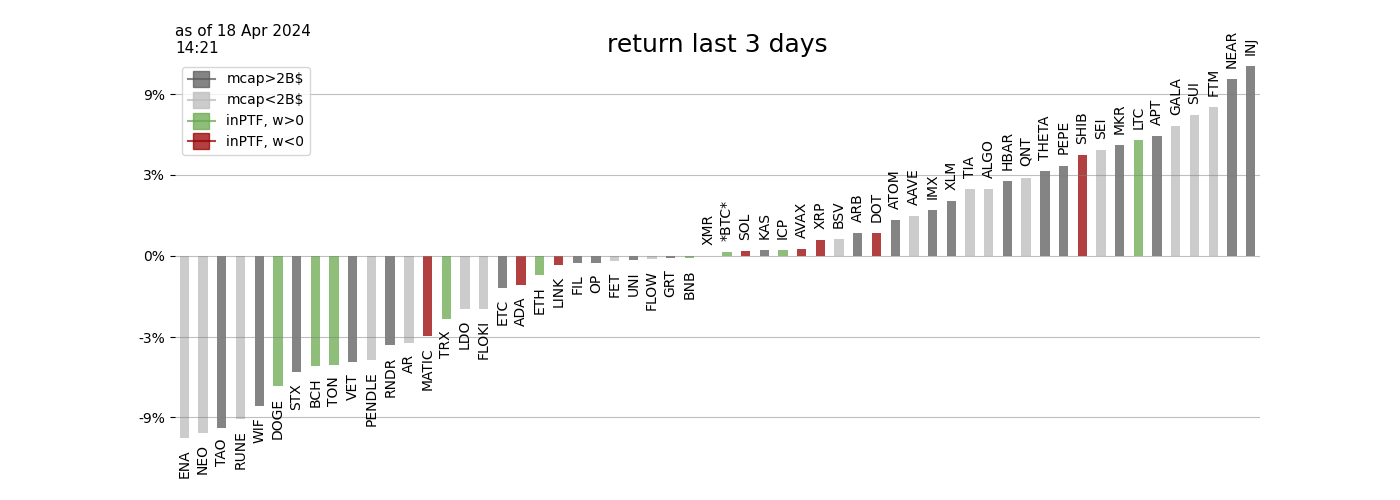 as of 18 Apr 2024
14:21
return last 3 days
mcap>2B$
mcap<2B$
inPTF, w>0
inPTF, w<0
9%
3%
0%
-3%
-9%
ENA
NEO
TAO
RUNE
WIF
DOGE
STX
BCH
TON
VET
PENDLE
RNDR
AR
MATIC
TRX
LDO
FLOKI
ETC
ADA
ETH
LINK
FIL
OP
FET
UNI
FLOW
GRT
BNB
XMR
*BTC*
SOL
KAS
ICP
AVAX
XRP
BSV
ARB
DOT
ATOM
AAVE
IMX
XLM
TIA
ALGO
HBAR
QNT
THETA
PEPE
SHIB
SEI
MKR
LTC
APT
GALA
SUI
FTM
NEAR
INJ